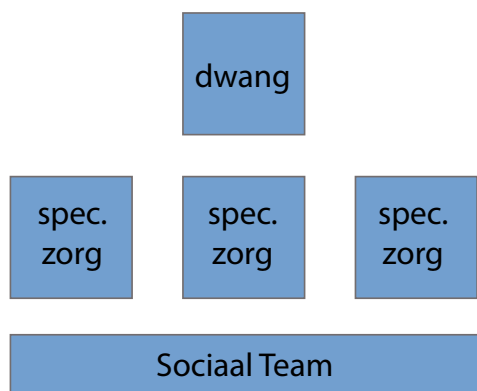 dwang
spec.
zorg
spec.
zorg
spec.
zorg
Sociaal Team